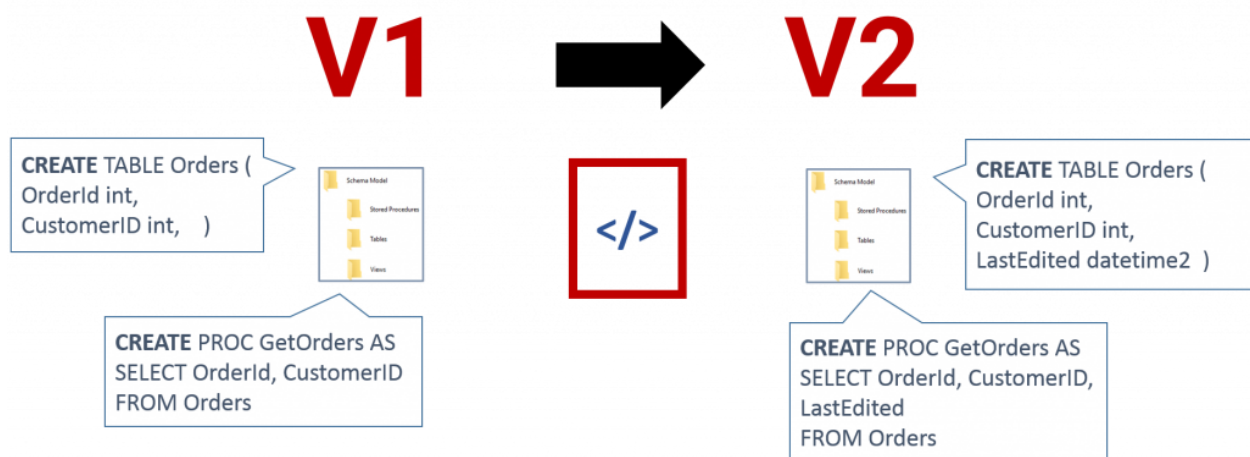 V1
V2
CREATE TABLE Orders (
OrderId int,
CustomerID int,   )
Schema Model
Stored Procedures
Tables
Views
CREATE PROC GetOrders AS
SELECT OrderId, CustomerID
FROM Orders
</>
Schema Model
Stored Procedures
Tables
Views
CREATE TABLE Orders (
OrderId int,
CustomerID int,
LastEdited datetime2  )
CREATE PROC GetOrders AS
SELECT OrderId, CustomerID,
LastEdited
FROM Orders